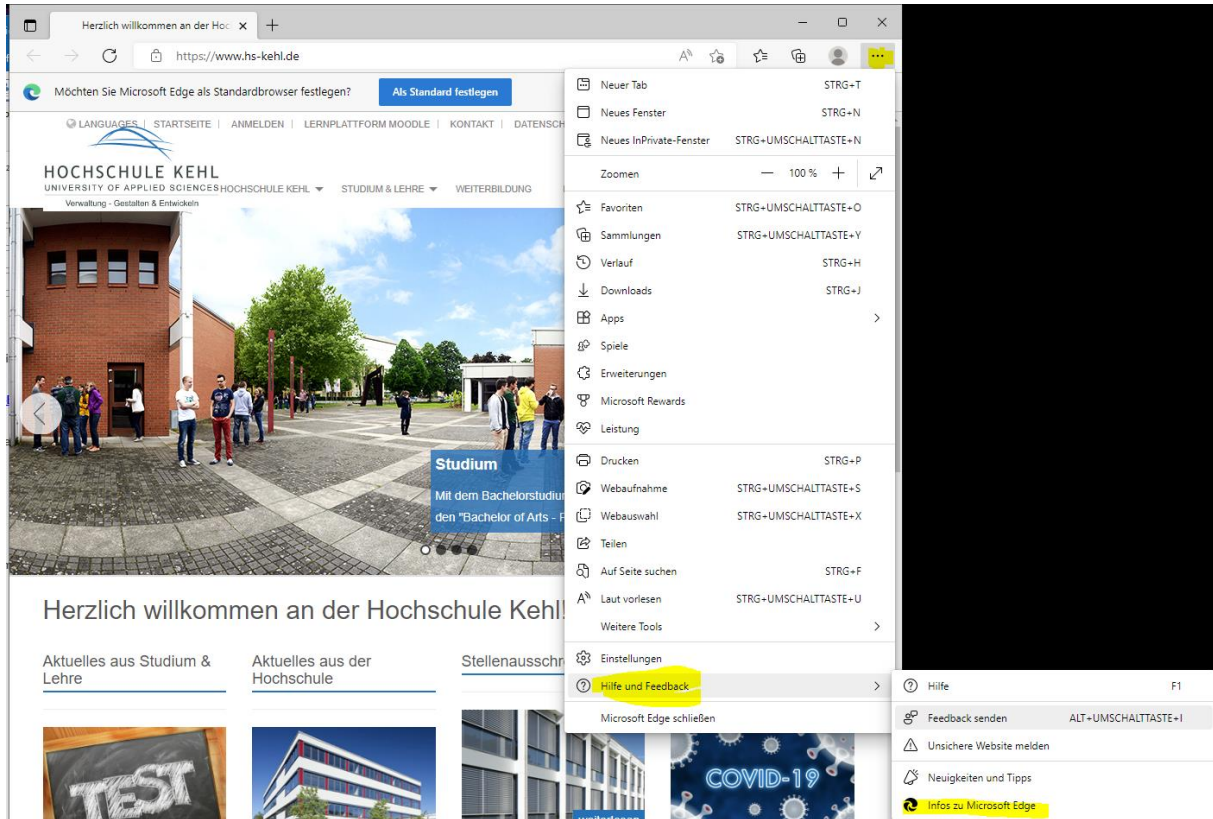 Herzlich willkommen an der Hoc
https://www.hs-kehl.de
Möchten Sie Microsoft Edge als Standardbrowser festlegen?
Als Standard festlegen
LANGUAGES | STARTSEITE | ANMELDEN | LERNPLATTFORM MOODLE | KONTAKT | DATENSCH
HOCHSCHULE KEHL
UNIVERSITY OF APPLIED SCIENCES
Verwaltung - Gestalten & Entwickeln
HOCHSCHULE KEHL STUDIUM & LEHRE WEITERBILDUNG
Studium
Mit dem Bachelorstudiu
den "Bachelor of Arts - P
Herzlich willkommen an der Hochschule Kehl!
Aktuelles aus Studium &
Lehre
Aktuelles aus der
Hochschule
Stellenausschr
TEST
weiterlesen
COVID-19
Neuer Tab STRG+T
Neues Fenster STRG+N
Neues InPrivate-Fenster STRG+UMSCHALTTASTE+N
Zoomen — 100 % +
Favoriten STRG+UMSCHALTTASTE+O
Sammlungen STRG+UMSCHALTTASTE+Y
Verlauf STRG+H
Downloads STRG+J
Apps
Spiele
Erweiterungen
Microsoft Rewards
Leistung
Drucken STRG+P
Webaufnahme STRG+UMSCHALTTASTE+S
Webauswahl STRG+UMSCHALTTASTE+X
Teilen
Auf Seite suchen STRG+F
Laut vorlesen STRG+UMSCHALTTASTE+U
Weitere Tools
Einstellungen
Hilfe und Feedback
Microsoft Edge schließen
Hilfe F1
Feedback senden ALT+UMSCHALTTASTE+I
Unsichere Website melden
Neuigkeiten und Tipps
Infos zu Microsoft Edge